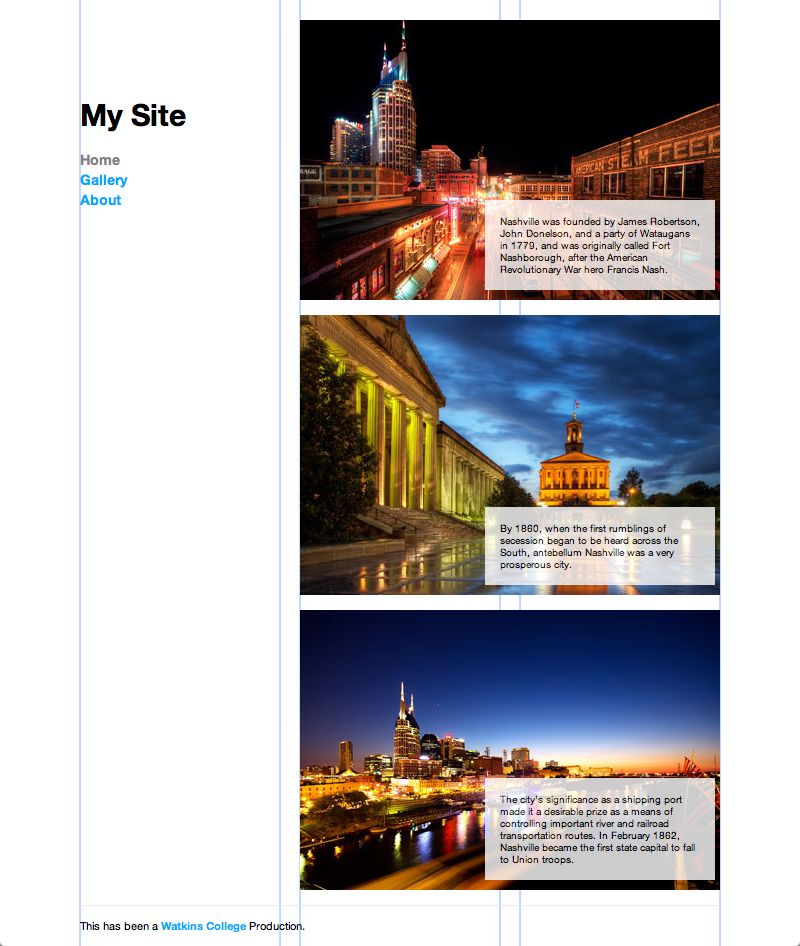 My Site
Home
Gallery
About
AMERICAN STEAM FEED
Nashville was founded by James Robertson,
John Donelson, and a party of Wataugans
in 1779, and was originally called Fort
Nashborough, after the American
Revolutionary War hero Francis Nash.
By 1860, when the first rumblings of
secession began to be heard across the
South, antebellum Nashville was a very
prosperous city.
The city's significance as a shipping port
made it a desirable prize as a means of
controlling important river and railroad
transportation routes. In February 1862,
Nashville became the first state capital to fall
to Union troops.
This has been a Watkins College Production.